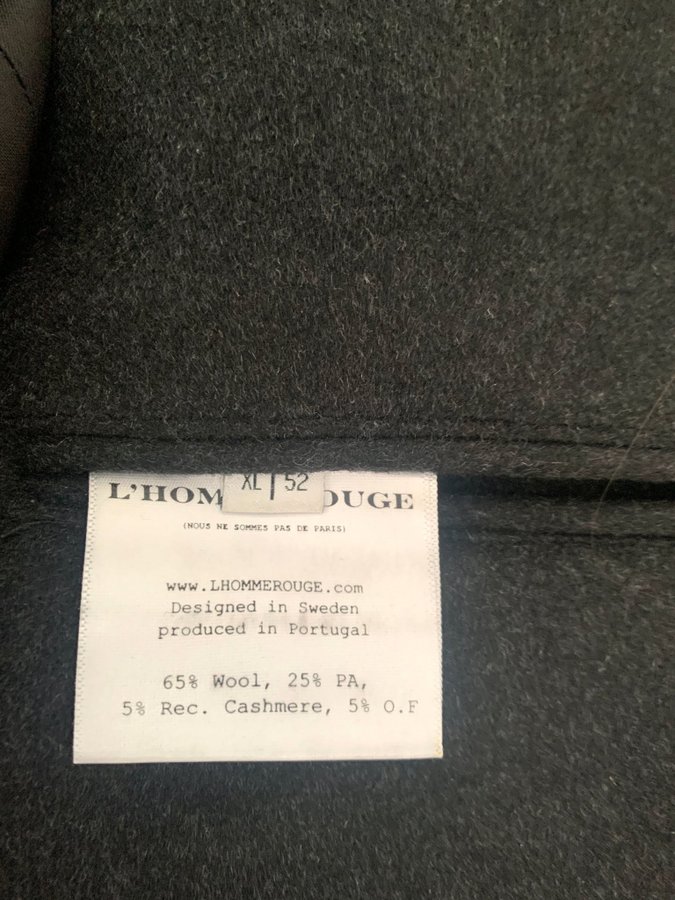 XL | 52
L'HOM OUGE
(NOUS NE SOMMES PAS DE PARIS)
www.LHOMMEROUGE.com
Designed in Sweden
produced in Portugal
65% Wool, 25% PA,
5% Rec. Cashmere, 5% O.F